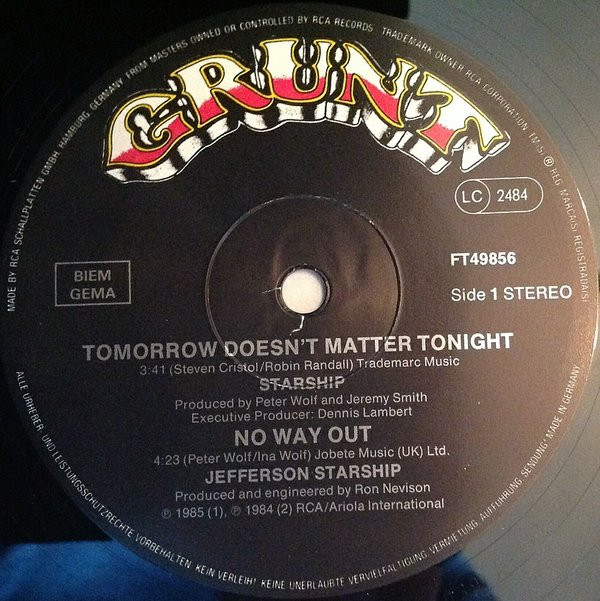 MADE BY RCA SCHALLPLATTEN GMBH. HAMBURG. GERMANY. FROM MASTERS OWNED OR CONTROLLED BY RCA RECORDS. TRADEMARK OWNER RCA CORPORATION TM(S) ® REG MARCA(S) REGISTRADA(S)
GRUNT
LC 2484
BIEM
GEMA
FT49856
Side 1 STEREO
TOMORROW DOESN'T MATTER TONIGHT
3:41 (Steven Cristol/Robin Randall) Trademarc Music
STARSHIP
Produced by Peter Wolf and Jeremy Smith
Executive Producer: Dennis Lambert
NO WAY OUT
4:23 (Peter Wolf/Ina Wolf) Jobete Music (UK) Ltd.
JEFFERSON STARSHIP
Produced and engineered by Ron Nevison
℗ 1985 (1), ℗ 1984 (2) RCA/Ariola International
ALLE URHEBER- UND LEISTUNGSSCHUTZRECHTE VORBEHALTEN. KEIN VERLEIH! KEINE UNERLAUBTE VERVIELFÄLTIGUNG, VERMIETUNG, AUFFÜHRUNG, SENDUNG! MADE IN GERMANY